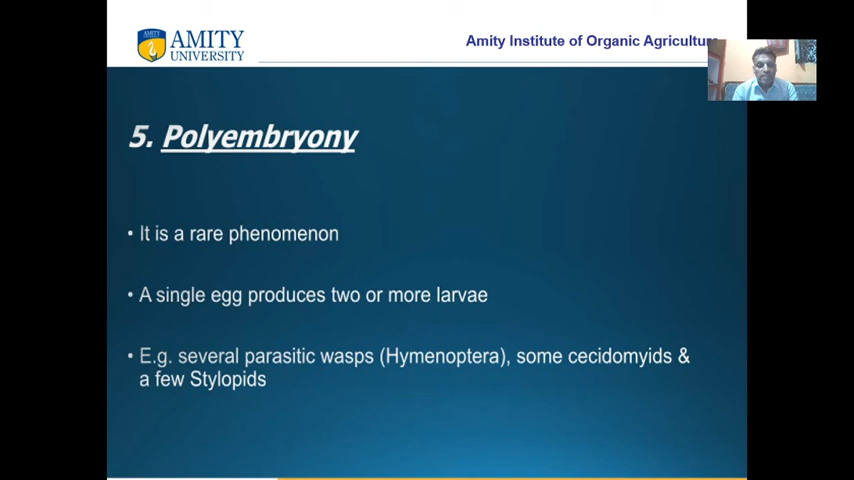 AMITY
AMITY
UNIVERSITY
Amity Institute of Organic Agriculture
5. Polyembryony
• It is a rare phenomenon
• A single egg produces two or more larvae
• E.g. several parasitic wasps (Hymenoptera), some cecidomyids &
a few Stylopids